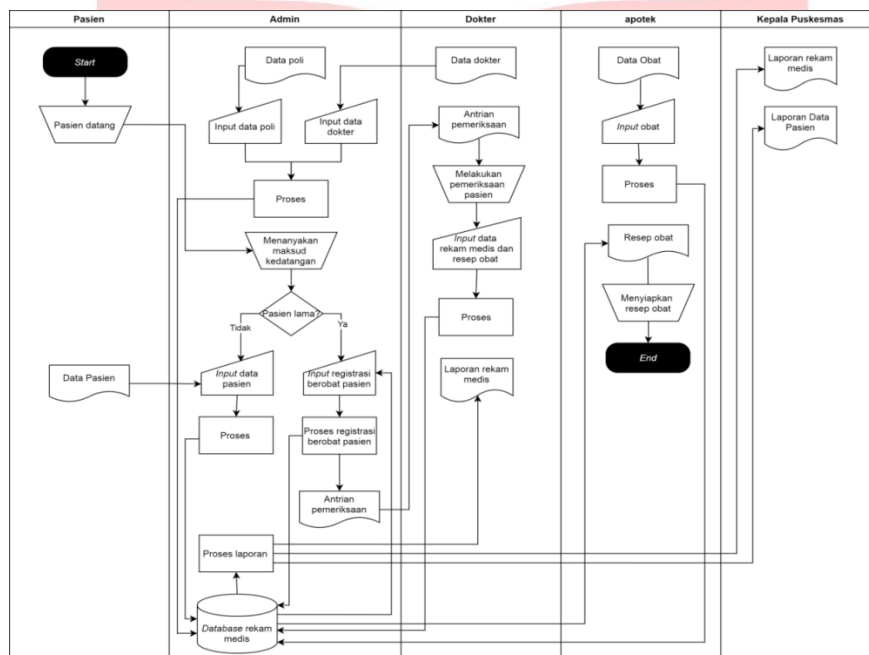 Pasien
Admin
Dokter
apotek
Kepala Puskesmas
Start
Pasien datang
Data Pasien
Data poli
Input data poli
Input data
dokter
Proses
Menanyakan
maksud
kedatangan
Pasien lama?
Tidak
Ya
Input data
pasien
Input registrasi
berobat pasien
Proses
Proses registrasi
berobat pasien
Antrian
pemeriksaan
Proses laporan
Database rekam
medis
Data dokter
Antrian
pemeriksaan
Melakukan
pemeriksaan
pasien
Input data
rekam medis dan
resep obat
Proses
Laporan rekam
medis
Data Obat
Input obat
Proses
Resep obat
Menyiapkan
resep obat
End
Laporan rekam
medis
Laporan Data
Pasien